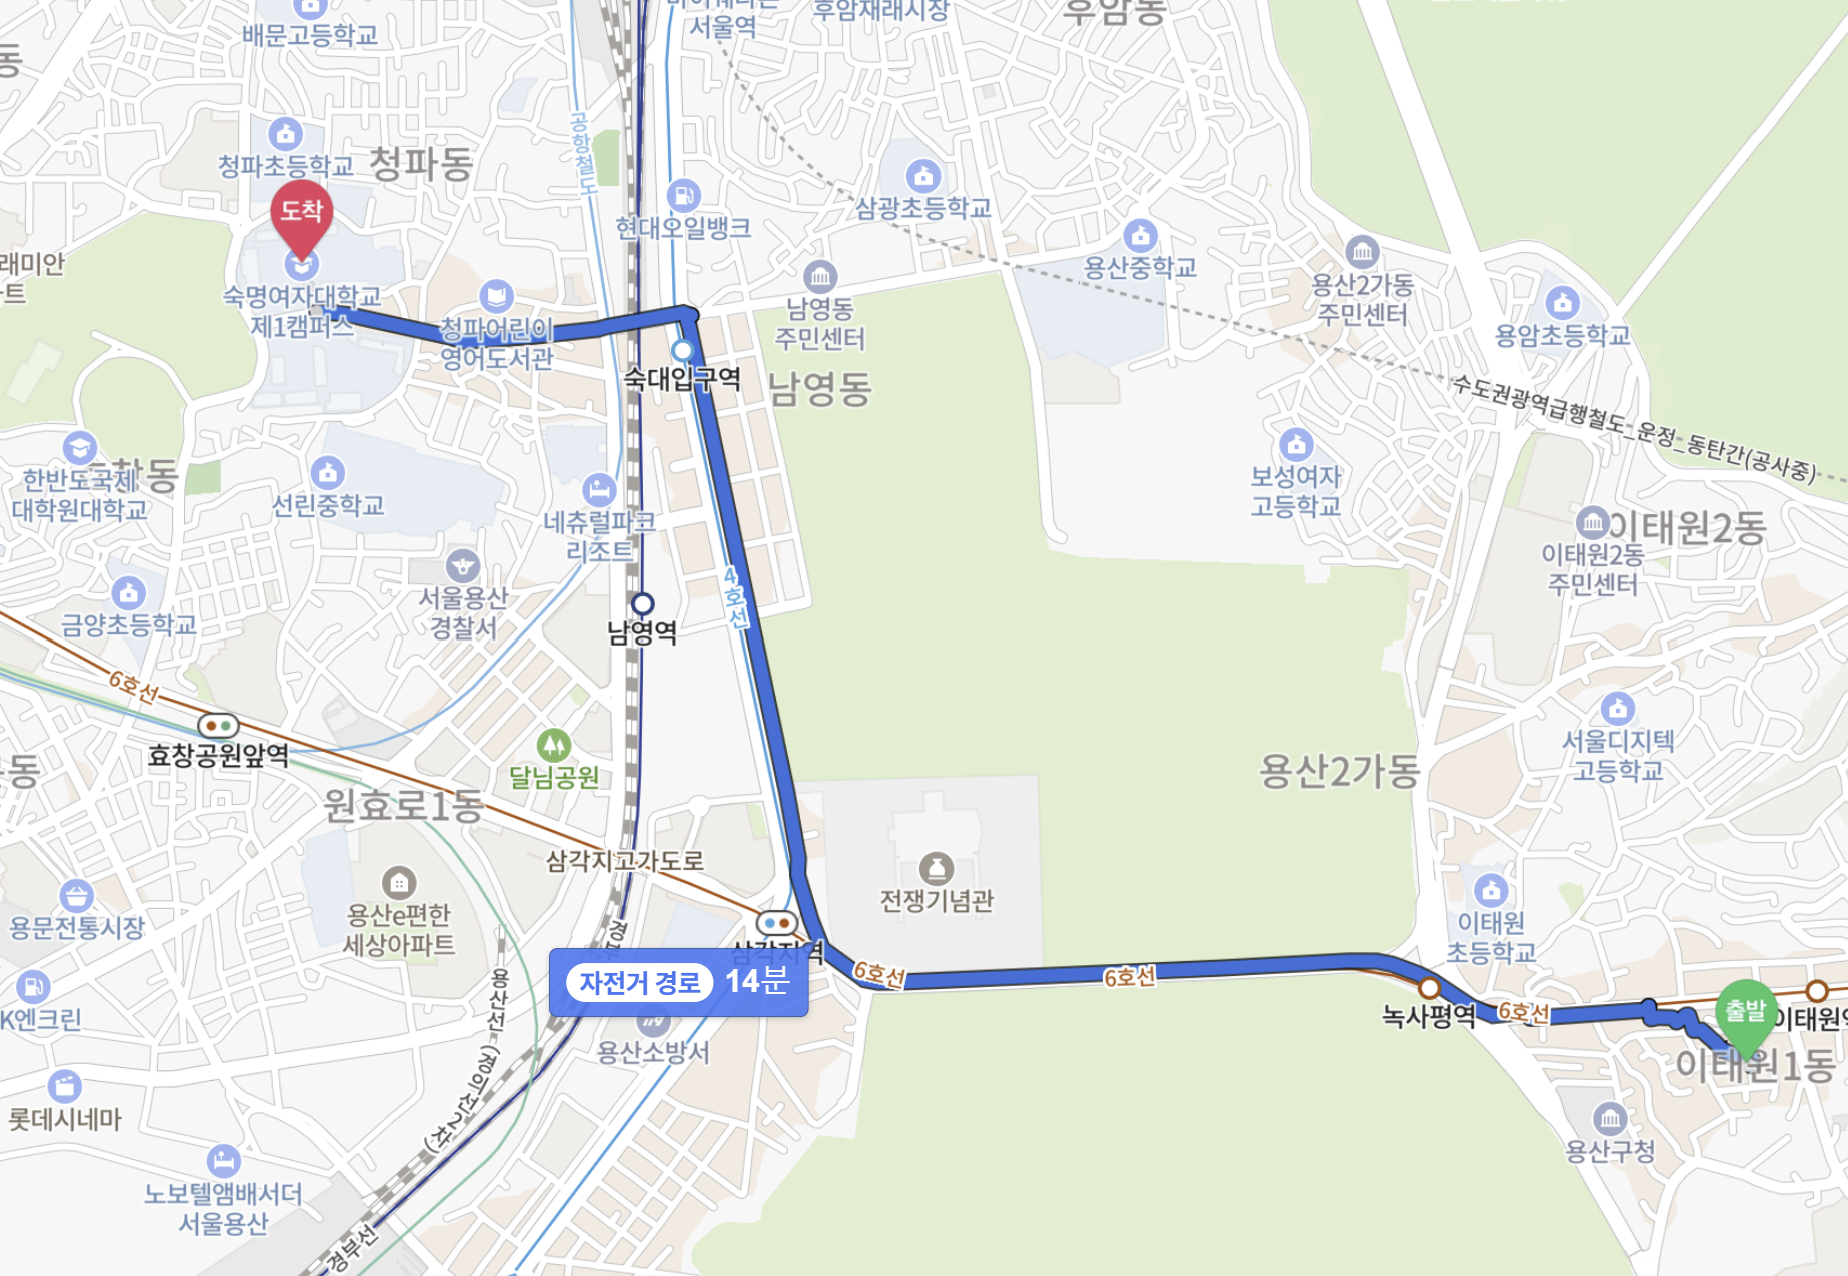 서울역
후암재래시장
후암동
배문고등학교
공항철도
청파초등학교
청파동
도착
현대오일뱅크
삼광초등학교
용산중학교
용산2가동
주민센터
용암초등학교
래미안
숙명여자대학교
제1캠퍼스
청파어린이
영어도서관
남영동
주민센터
숙대입구역
남영동
수도권광역급행철도_운정_동탄간(공사중)
한반도국제
대학원대학교
선린중학교
네츄럴파크
리조트
보성여자
고등학교
이태원2동
이태원2동
주민센터
서울용산
경찰서
4호선
금양초등학교
남영역
6호선
효창공원앞역
달님공원
원효로1동
용산2가동
서울디지텍
고등학교
삼각지고가도로
전쟁기념관
용산e편한
세상아파트
용문전통시장
이태원
초등학교
삼각지역
6호선
6호선
자전거 경로 14분
녹사평역
6호선
출발
이태원1동
K엔크린
용산선(경의선2차)
용산소방서
롯데시네마
용산구청
노보텔앰배서더
서울용산
경부선